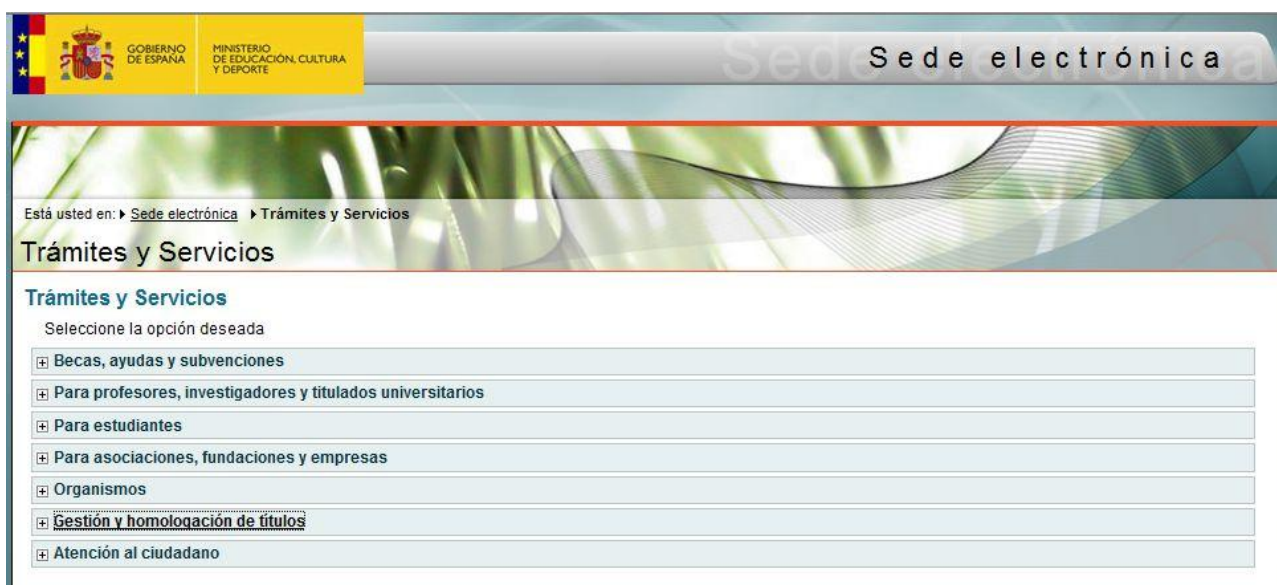 GOBIERNO
DE ESPAÑA
MINISTERIO
DE EDUCACIÓN, CULTURA
Y DEPORTE
Sede electrónica
Está usted en: Sede electrónica Trámites y Servicios
Trámites y Servicios
Trámites y Servicios
Seleccione la opción deseada
Becas, ayudas y subvenciones
Para profesores, investigadores y titulados universitarios
Para estudiantes
Para asociaciones, fundaciones y empresas
Organismos
Gestión y homologación de títulos
Atención al ciudadano